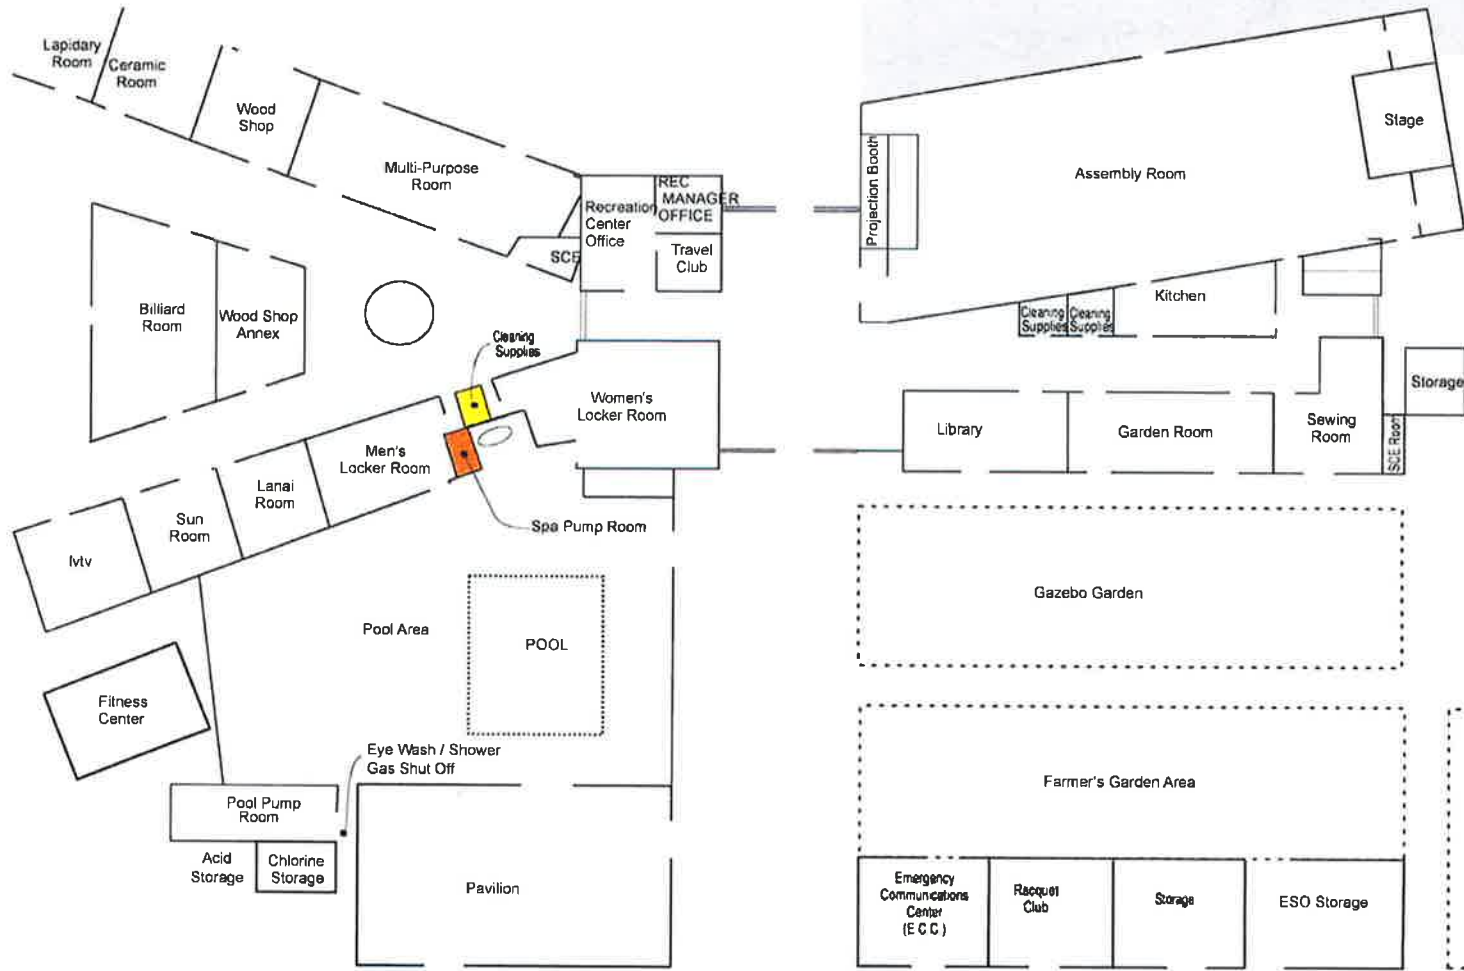 Lapidary
Room
Ceramic
Room
Wood
Shop
Multi-Purpose
Room
REC
MANAGER
OFFICE
Recreation
Center
Office
Travel
Club
SCE
Projection Booth
Assembly Room
Stage
Billiard
Room
Wood Shop
Annex
Cleaning
Supplies
Cleaning
Supplies
Cleaning
Supplies
Kitchen
Women's
Locker Room
Men's
Locker Room
Lanai
Room
Sun
Room
lvtv
Spa Pump Room
Library
Garden Room
Sewing
Room
Storage
SCE Room
Gazebo Garden
Pool Area
POOL
Fitness
Center
Eye Wash / Shower
Gas Shut Off
Pool Pump
Room
Acid
Storage
Chlorine
Storage
Pavilion
Farmer's Garden Area
Emergency
Communications
Center
(E C C )
Racquet
Club
Storage
ESO Storage